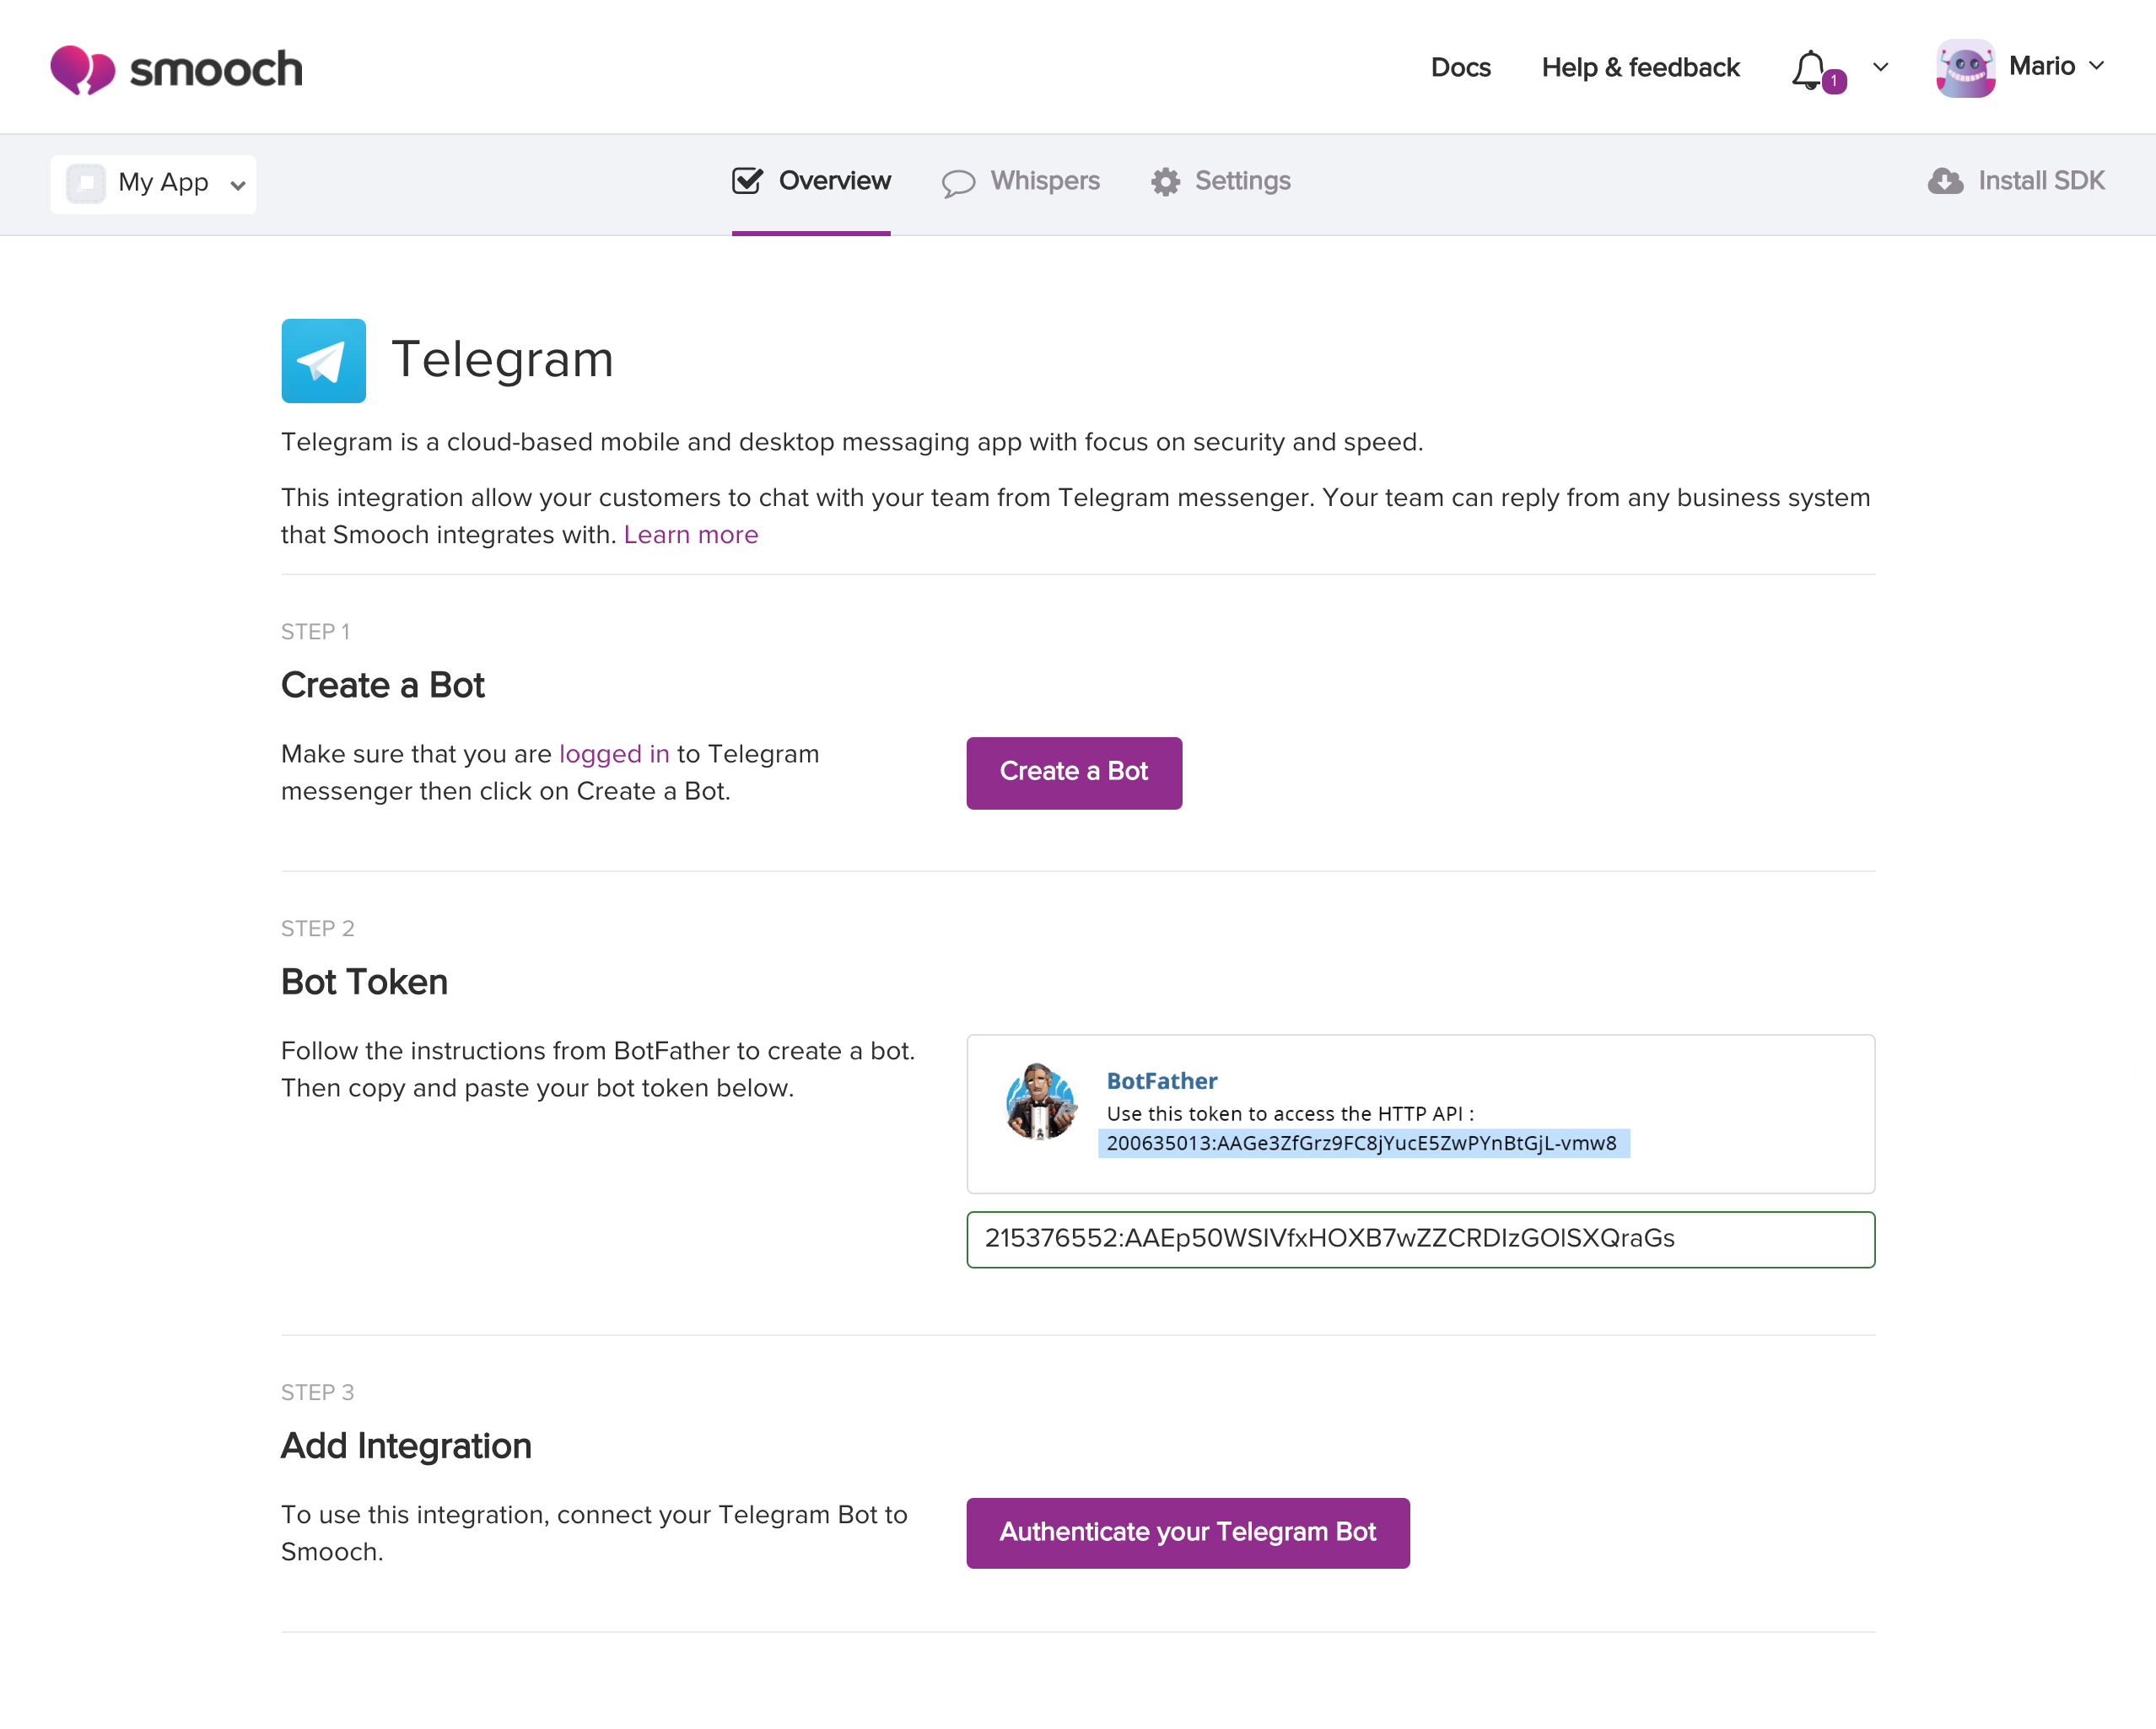 smooch
Docs
Help & feedback
1
Mario
My App
Overview
Whispers
Settings
Install SDK
Telegram
Telegram is a cloud-based mobile and desktop messaging app with focus on security and speed.
This integration allow your customers to chat with your team from Telegram messenger. Your team can reply from any business system
that Smooch integrates with. Learn more
STEP 1
Create a Bot
Make sure that you are logged in to Telegram
messenger then click on Create a Bot.
Create a Bot
STEP 2
Bot Token
Follow the instructions from BotFather to create a bot.
Then copy and paste your bot token below.
BotFather
Use this token to access the HTTP API :
200635013:AAGe3ZfGrz9FC8jYucE5ZwPYnBtGjL-vmw8
215376552:AAEp50WSIVfxHOXB7wZZCRDIzGOISXQraGs
STEP 3
Add Integration
To use this integration, connect your Telegram Bot to
Smooch.
Authenticate your Telegram Bot